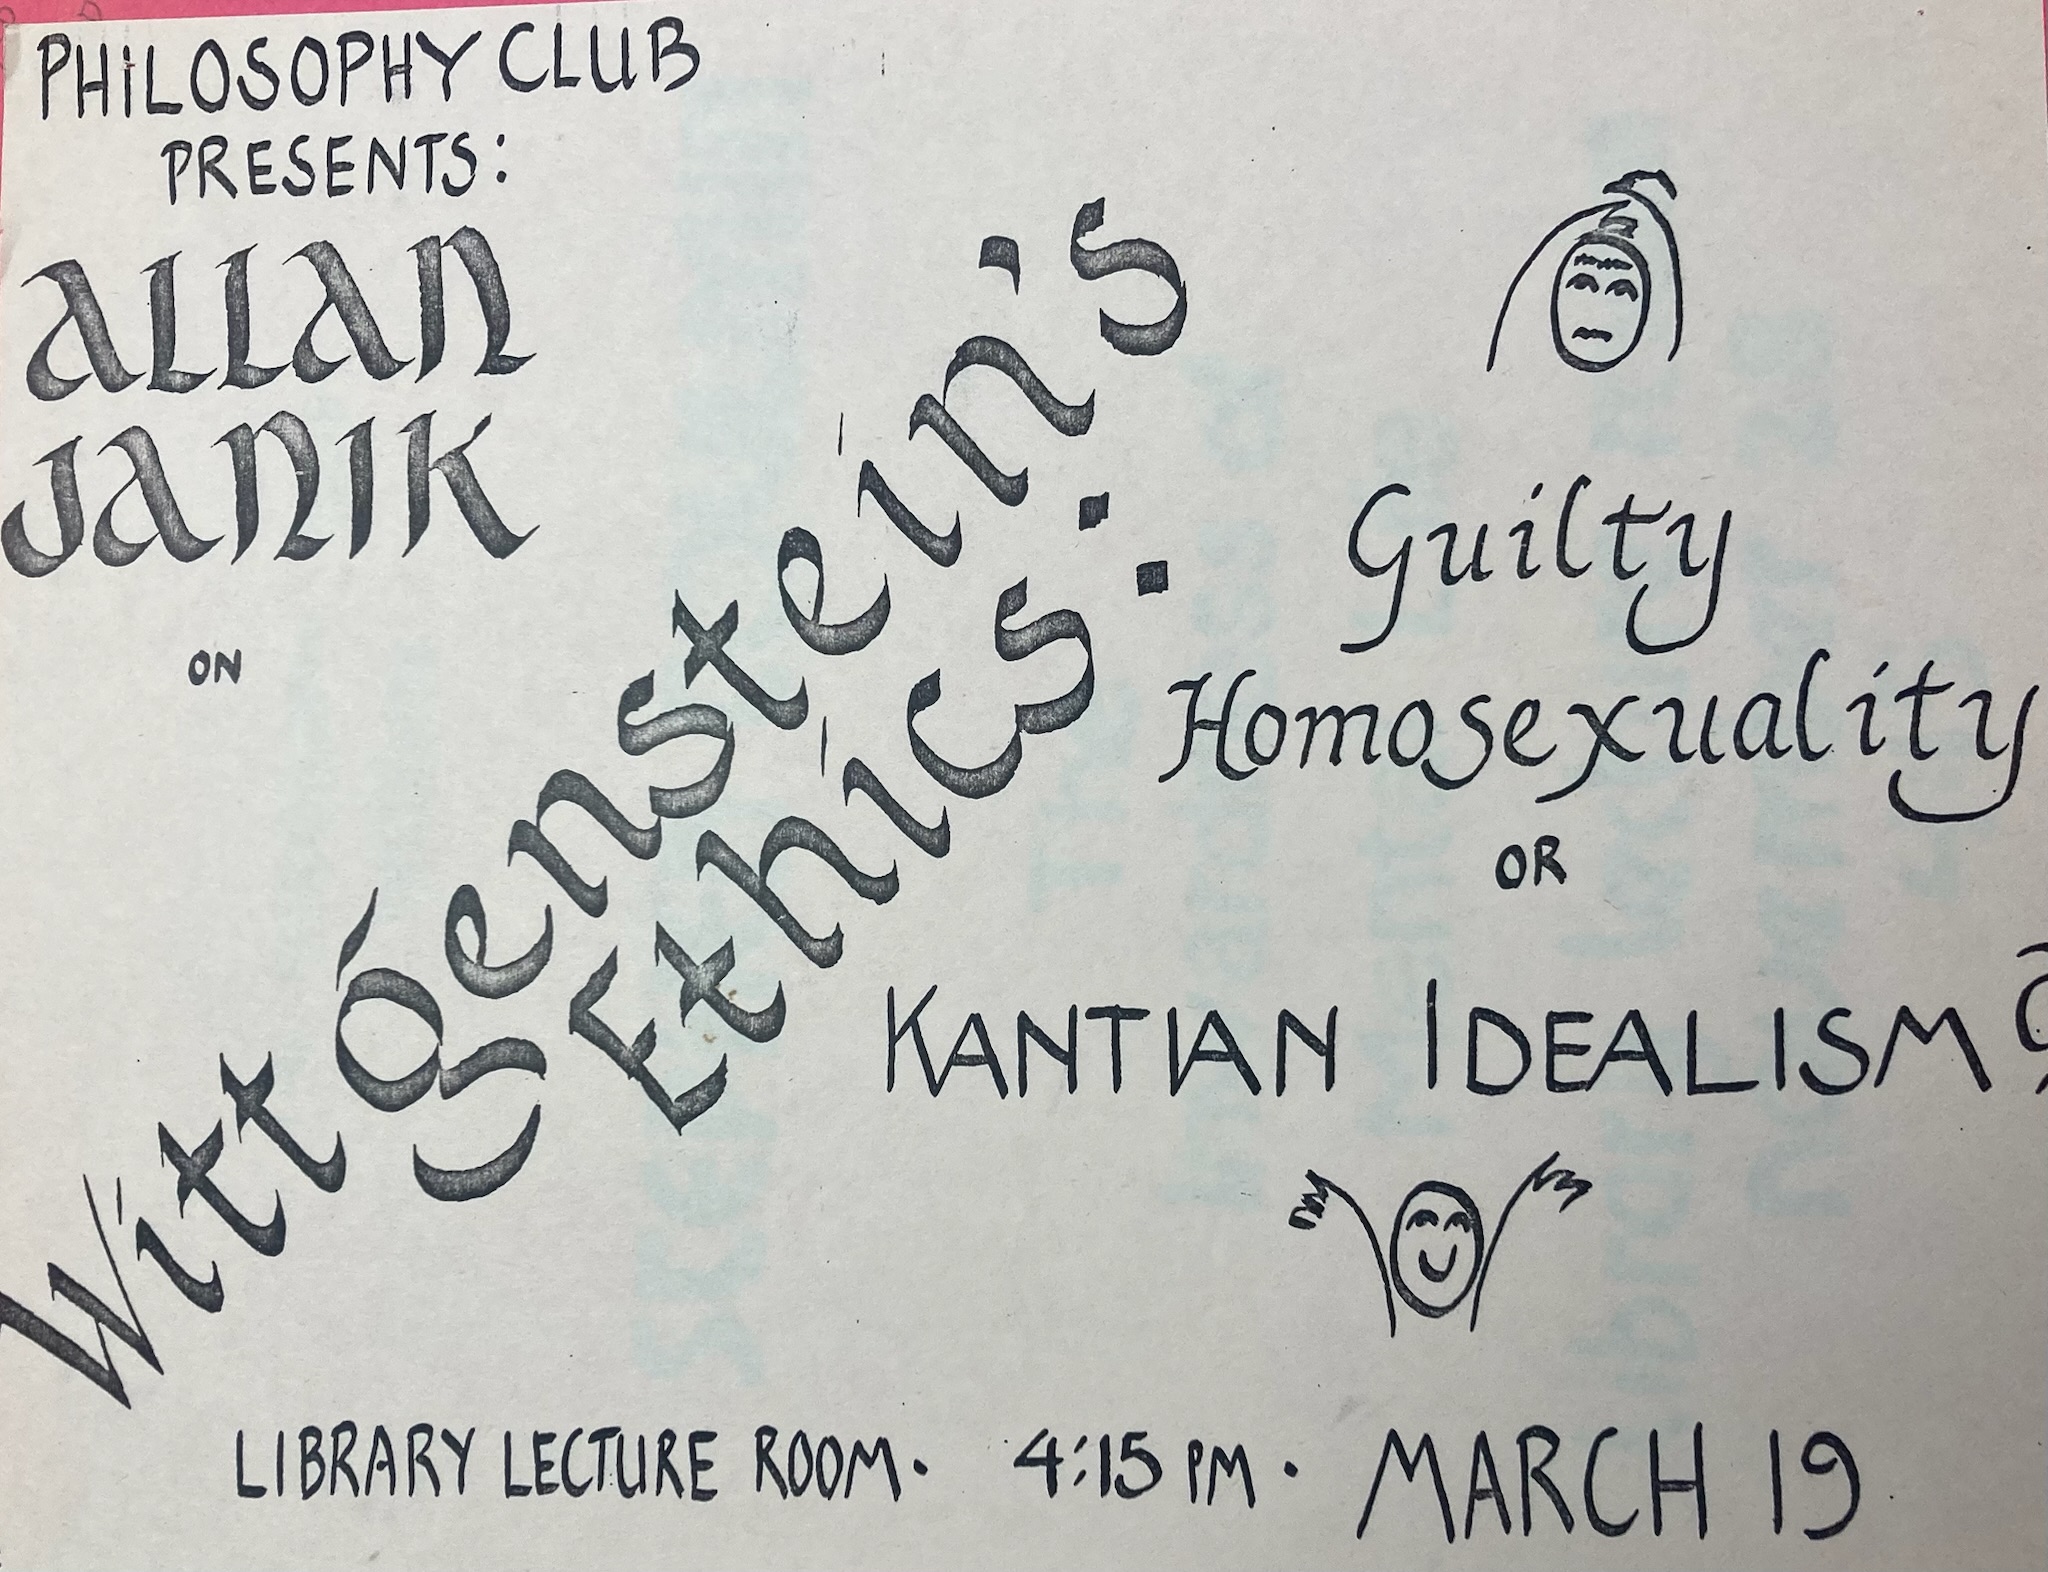 PHiLOSOPHY CLUB
PRESENTS:
ALLAN
JANIK
ON
Wittgenstein's
Ethics:
Guilty
Homosexuality
OR
KANTIAN IDEALISM?
LIBRARY LECTURE ROOM. 4:15 PM. MARCH 19